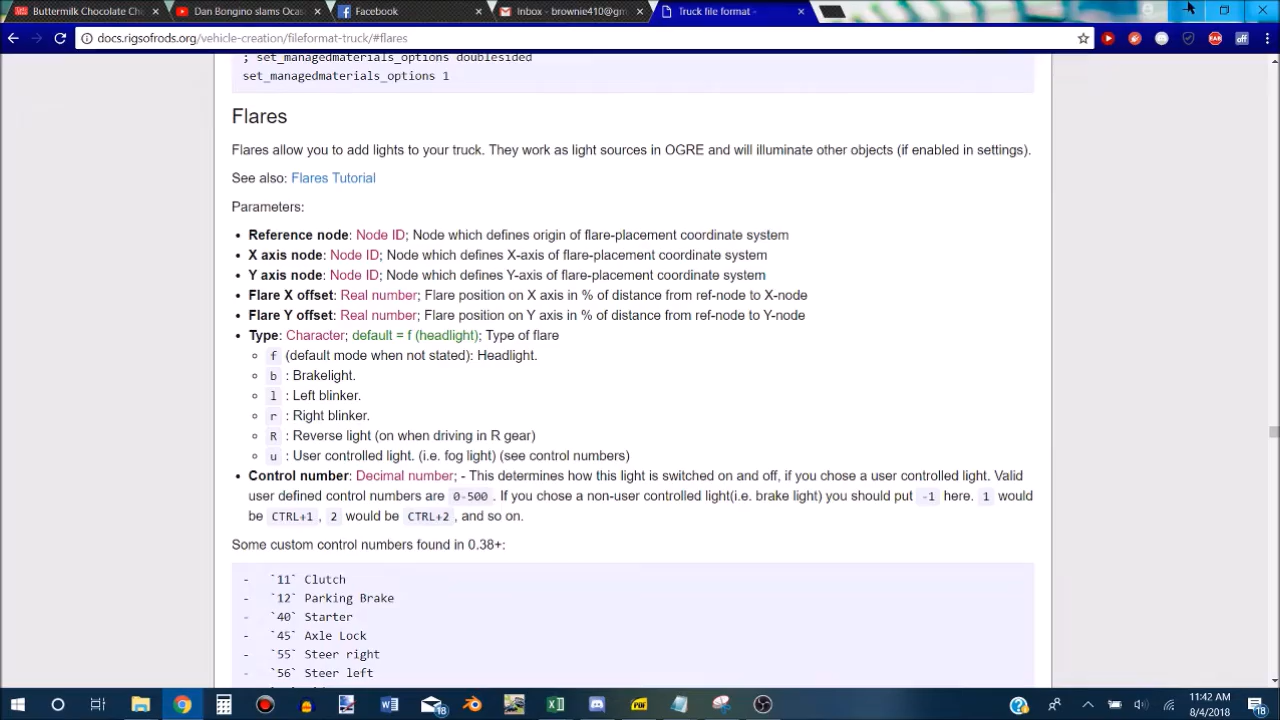 Buttermilk Chocolate Chi
Dan Bongino slams Ocas
Facebook
Inbox - brownie410@gm
Truck file format -
docs.rigsofrods.org/vehicle-creation/fileformat-truck/#flares
; set_managedmaterials_options doublesided
set_managedmaterials_options 1
Flares
Flares allow you to add lights to your truck. They work as light sources in OGRE and will illuminate other objects (if enabled in settings).
See also: Flares Tutorial
Parameters:
• Reference node: Node ID; Node which defines origin of flare-placement coordinate system
• X axis node: Node ID; Node which defines X-axis of flare-placement coordinate system
• Y axis node: Node ID; Node which defines Y-axis of flare-placement coordinate system
• Flare X offset: Real number; Flare position on X axis in % of distance from ref-node to X-node
• Flare Y offset: Real number; Flare position on Y axis in % of distance from ref-node to Y-node
• Type: Character; default = f (headlight); Type of flare
f (default mode when not stated): Headlight.
b : Brakelight.
l : Left blinker.
r : Right blinker.
R : Reverse light (on when driving in R gear)
u : User controlled light. (i.e. fog light) (see control numbers)
• Control number: Decimal number; - This determines how this light is switched on and off, if you chose a user controlled light. Valid
user defined control numbers are 0-500 . If you chose a non-user controlled light(i.e. brake light) you should put -1 here. 1 would
be CTRL+1 , 2 would be CTRL+2 , and so on.
Some custom control numbers found in 0.38+:
- `11` Clutch
- `12` Parking Brake
- `40` Starter
- `45` Axle Lock
- `55` Steer right
- `56` Steer left
11:42 AM
8/4/2018